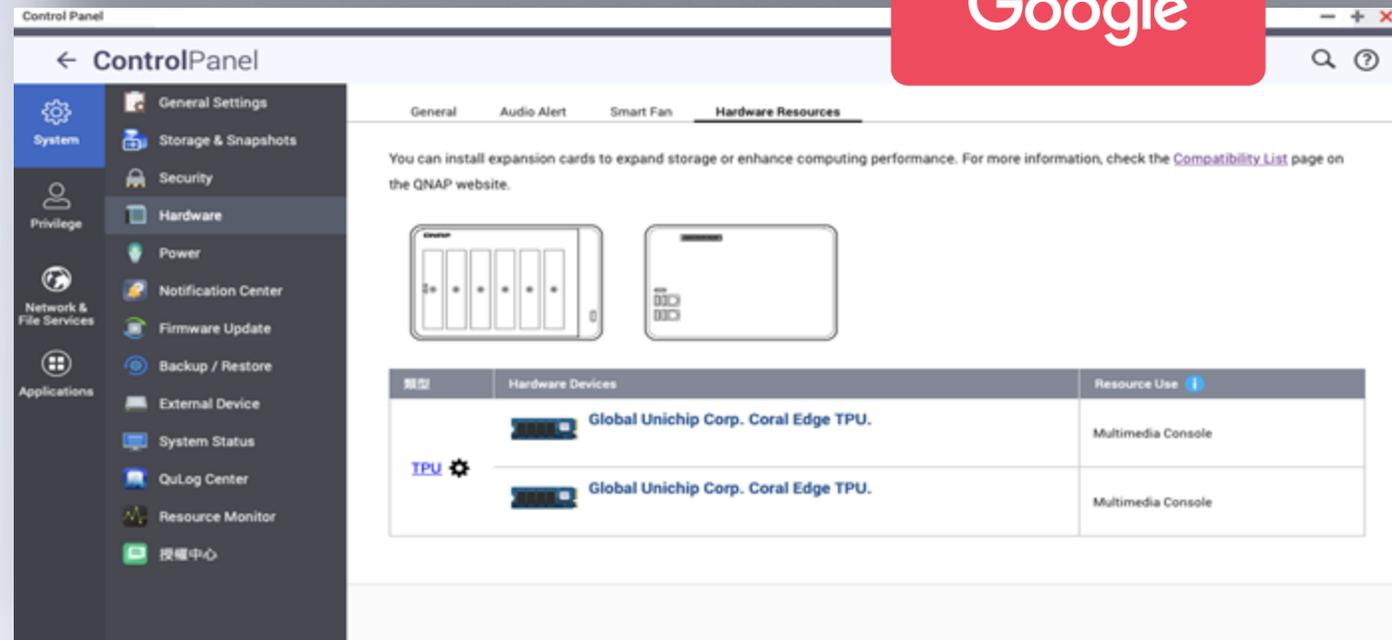 Control Panel
Google
ControlPanel
System
Privilege
Network &
File Services
Applications
General Settings
Storage & Snapshots
Security
Hardware
Power
Notification Center
Firmware Update
Backup / Restore
External Device
System Status
QuLog Center
Resource Monitor
授權中心
General Audio Alert Smart Fan Hardware Resources
You can install expansion cards to expand storage or enhance computing performance. For more information, check the Compatibility List page on
the QNAP website.
QNAP
類型 Hardware Devices Resource Use
TPU
Global Unichip Corp. Coral Edge TPU.
Multimedia Console
Global Unichip Corp. Coral Edge TPU.
Multimedia Console